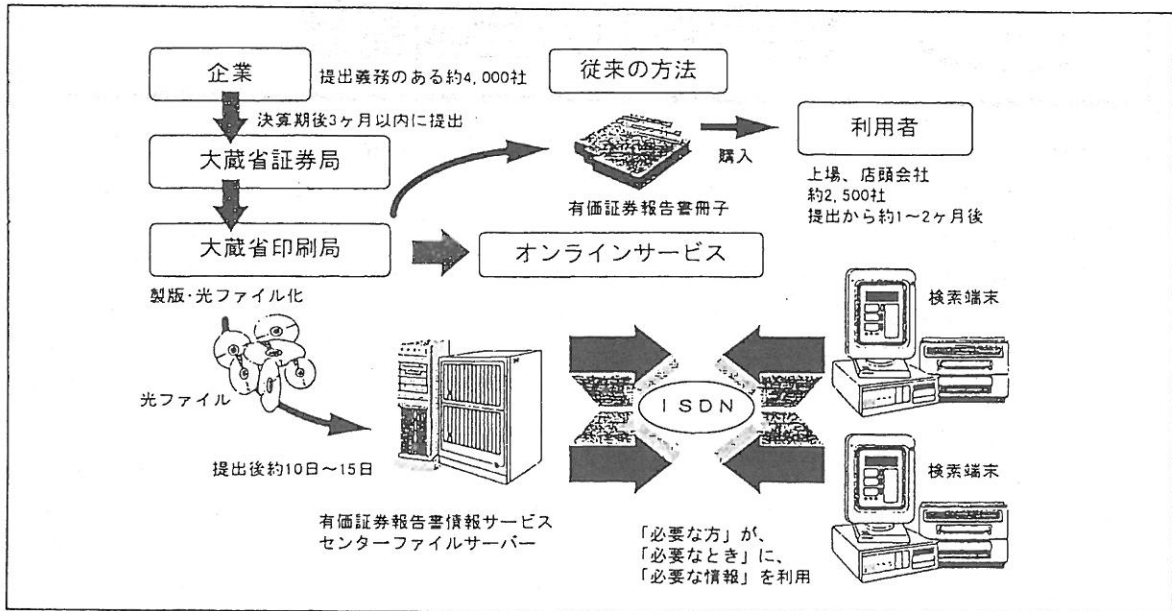 企業
提出義務のある約4,000社
従来の方法
決算期後3ヶ月以内に提出
大蔵省証券局
購入
利用者
有価証券報告書冊子
上場、店頭会社
約2,500社
提出から約1〜2ヶ月後
大蔵省印刷局
オンラインサービス
製版・光ファイル化
検索端末
光ファイル
ISDN
提出後約10日〜15日
検索端末
有価証券報告書情報サービス
センターファイルサーバー
「必要な方」が、
「必要なとき」に、
「必要な情報」を利用